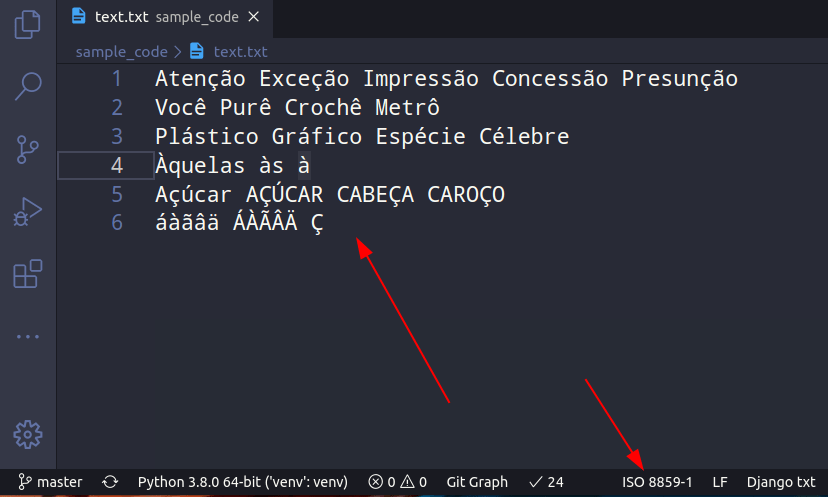 text.txt sample_code
sample_code > text.txt
1 Atenção Exceção Impressão Concessão Presunção
2 Você Purê Crochê Metrô
3 Plástico Gráfico Espécie Célebre
4 Àquelas às à
5 Açúcar AÇÚCAR CABEÇA CAROÇO
6 áàãâä ÁÀÃÂÄ Ç
master Python 3.8.0 64-bit ('venv': venv) 0 0 Git Graph 24 ISO 8859-1 LF Django txt